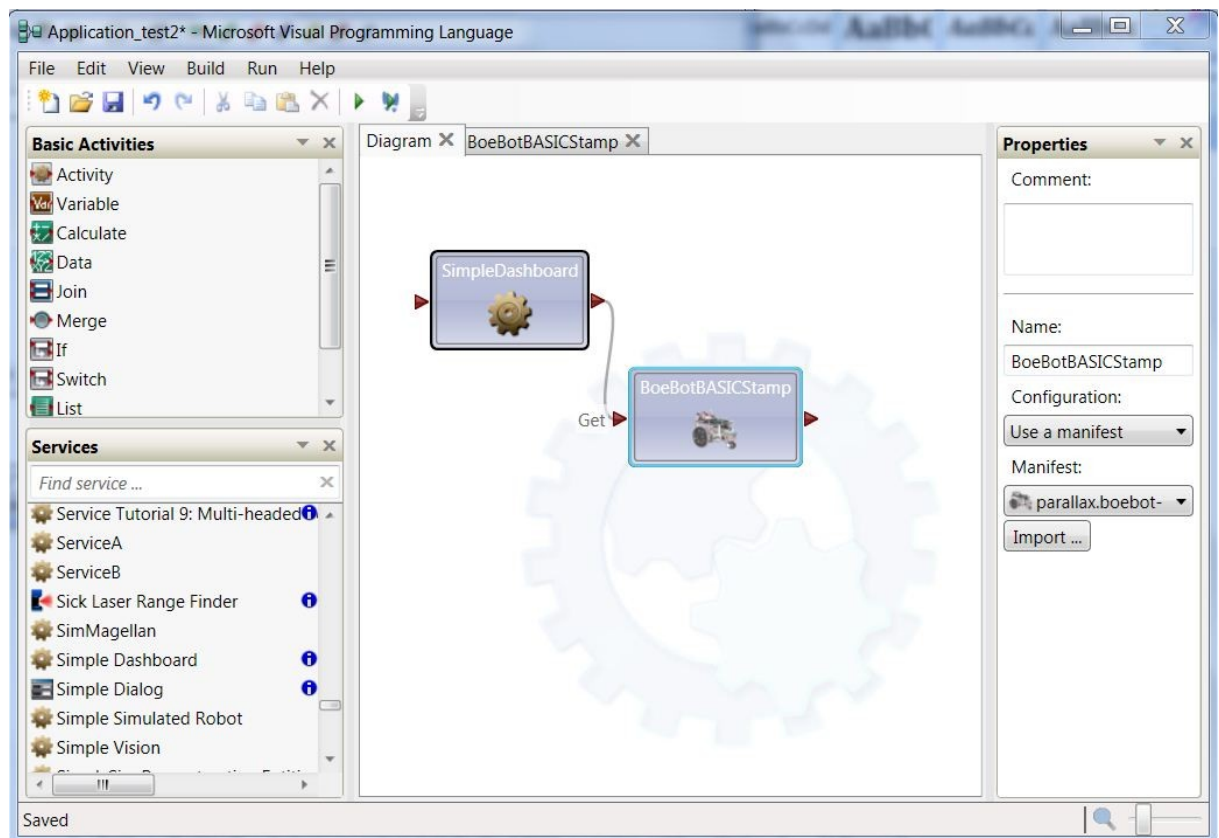 Application_test2* - Microsoft Visual Programming Language
File Edit View Build Run Help
Basic Activities
Activity
Variable
Calculate
Data
Join
Merge
If
Switch
List
Services
Find service ...
Service Tutorial 9: Multi-headed
ServiceA
ServiceB
Sick Laser Range Finder
SimMagellan
Simple Dashboard
Simple Dialog
Simple Simulated Robot
Simple Vision
Diagram BoeBotBASICStamp
SimpleDashboard
BoeBotBASICStamp
Get
Properties
Comment:
Name:
BoeBotBASICStamp
Configuration:
Use a manifest
Manifest:
parallax.boebot-
Import ...
Saved